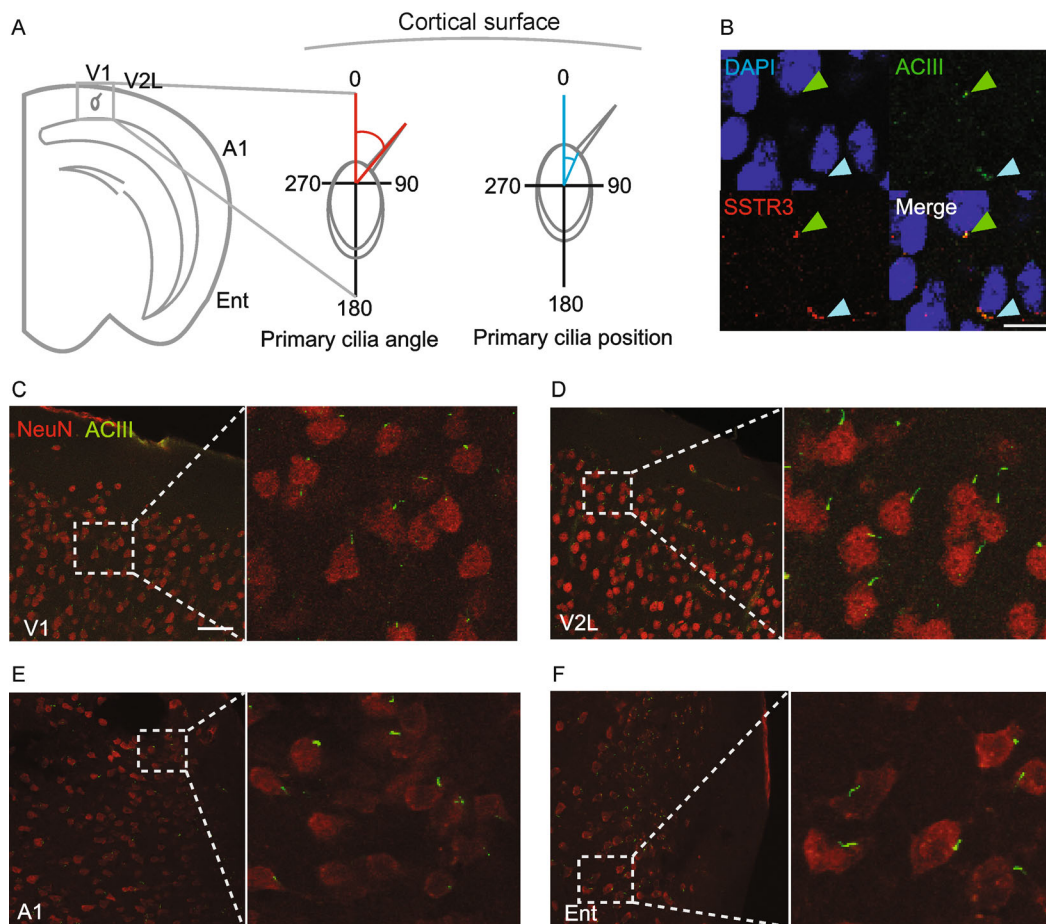 A
Cortical surface
B
V1
V2L
0
0
DAPI
ACIII
A1
270
90
270
90
SSTR3
Merge
Ent
180
180
Primary cilia angle
Primary cilia position
C
D
NeuN ACIII
V1
V2L
E
F
A1
Ent